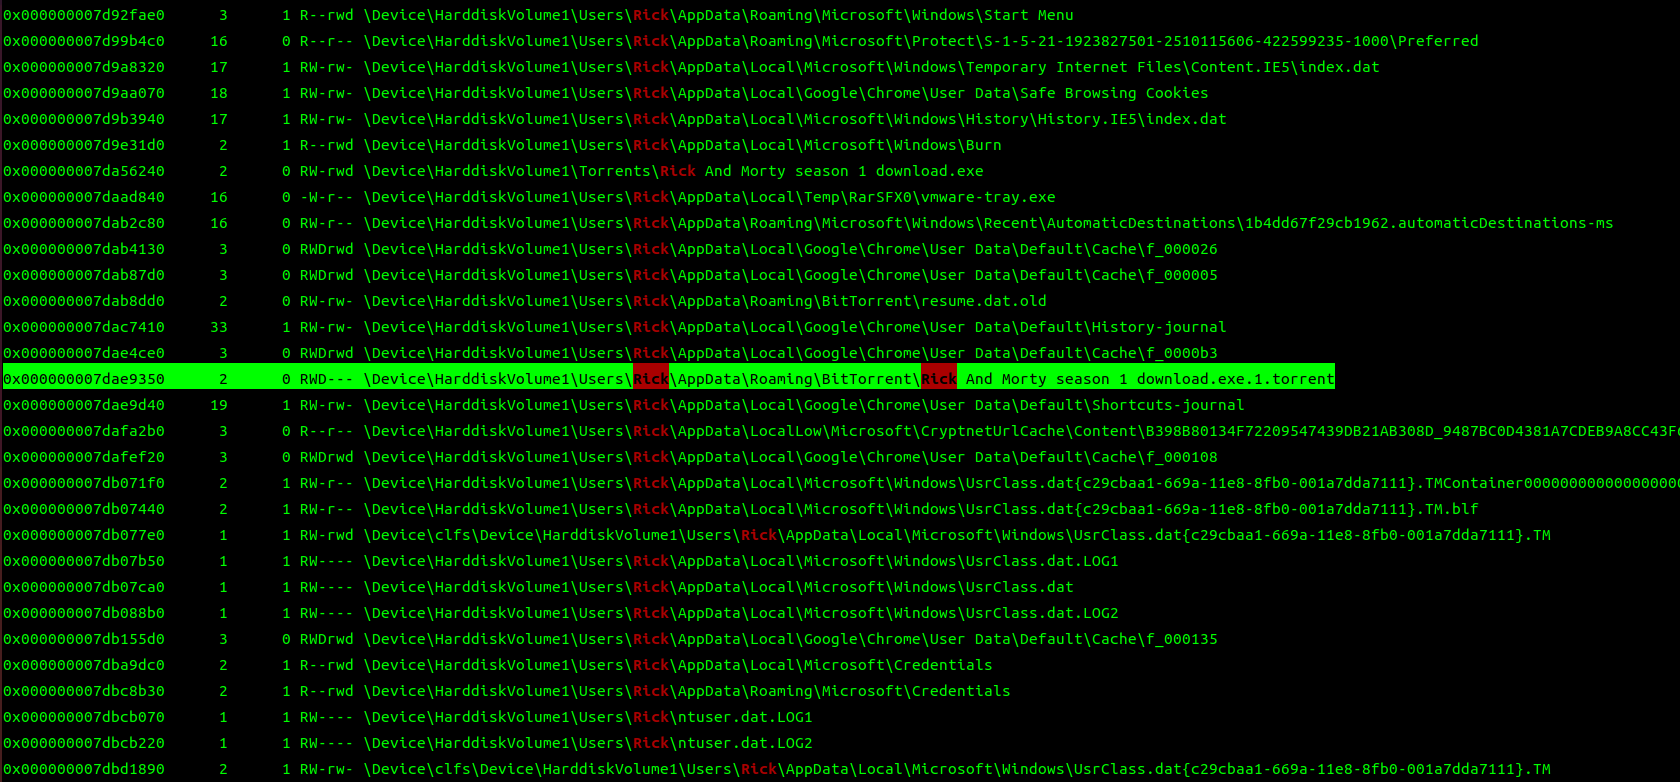 0x000000007d92fae0      3      1 R--rwd \Device\HarddiskVolume1\Users\Rick\AppData\Roaming\Microsoft\Windows\Start Menu
0x000000007d99b4c0     16      0 R--r-- \Device\HarddiskVolume1\Users\Rick\AppData\Roaming\Microsoft\Protect\S-1-5-21-1923827501-2510115606-422599235-1000\Preferred
0x000000007d9a8320     17      1 RW-rw- \Device\HarddiskVolume1\Users\Rick\AppData\Local\Microsoft\Windows\Temporary Internet Files\Content.IE5\index.dat
0x000000007d9aa070     18      1 RW-rw- \Device\HarddiskVolume1\Users\Rick\AppData\Local\Google\Chrome\User Data\Safe Browsing Cookies
0x000000007d9b3940     17      1 RW-rw- \Device\HarddiskVolume1\Users\Rick\AppData\Local\Microsoft\Windows\History\History.IE5\index.dat
0x000000007d9e31d0      2      1 R--rwd \Device\HarddiskVolume1\Users\Rick\AppData\Local\Microsoft\Windows\Burn
0x000000007da56240      2      0 RW-rwd \Device\HarddiskVolume1\Torrents\Rick And Morty season 1 download.exe
0x000000007daad840     16      0 -W-r-- \Device\HarddiskVolume1\Users\Rick\AppData\Local\Temp\RarSFX0\vmware-tray.exe
0x000000007dab2c80     16      0 RW-r-- \Device\HarddiskVolume1\Users\Rick\AppData\Roaming\Microsoft\Windows\Recent\AutomaticDestinations\1b4dd67f29cb1962.automaticDestinations-ms
0x000000007dab4130      3      0 RWDrwd \Device\HarddiskVolume1\Users\Rick\AppData\Local\Google\Chrome\User Data\Default\Cache\f_000026
0x000000007dab87d0      3      0 RWDrwd \Device\HarddiskVolume1\Users\Rick\AppData\Local\Google\Chrome\User Data\Default\Cache\f_000005
0x000000007dab8dd0      2      0 RW-rw- \Device\HarddiskVolume1\Users\Rick\AppData\Roaming\BitTorrent\resume.dat.old
0x000000007dac7410     33      1 RW-rw- \Device\HarddiskVolume1\Users\Rick\AppData\Local\Google\Chrome\User Data\Default\History-journal
0x000000007dae4ce0      3      0 RWDrwd \Device\HarddiskVolume1\Users\Rick\AppData\Local\Google\Chrome\User Data\Default\Cache\f_0000b3
0x000000007dae9350      2      0 RWD--- \Device\HarddiskVolume1\Users\Rick\AppData\Roaming\BitTorrent\Rick And Morty season 1 download.exe.1.torrent
0x000000007dae9d40     19      1 RW-rw- \Device\HarddiskVolume1\Users\Rick\AppData\Local\Google\Chrome\User Data\Default\Shortcuts-journal
0x000000007dafa2b0      3      0 R--r-- \Device\HarddiskVolume1\Users\Rick\AppData\LocalLow\Microsoft\CryptnetUrlCache\Content\B398B80134F72209547439DB21AB308D_9487BC0D4381A7CDEB9A8CC43F
0x000000007dafef20      3      0 RWDrwd \Device\HarddiskVolume1\Users\Rick\AppData\Local\Google\Chrome\User Data\Default\Cache\f_000108
0x000000007db071f0      2      1 RW-r-- \Device\HarddiskVolume1\Users\Rick\AppData\Local\Microsoft\Windows\UsrClass.dat{c29cbaa1-669a-11e8-8fb0-001a7dda7111}.TMContainer00000000000000000
0x000000007db07440      2      1 RW-r-- \Device\HarddiskVolume1\Users\Rick\AppData\Local\Microsoft\Windows\UsrClass.dat{c29cbaa1-669a-11e8-8fb0-001a7dda7111}.TM.blf
0x000000007db077e0      1      1 RW-rwd \Device\clfs\Device\HarddiskVolume1\Users\Rick\AppData\Local\Microsoft\Windows\UsrClass.dat{c29cbaa1-669a-11e8-8fb0-001a7dda7111}.TM
0x000000007db07b50      1      1 RW---- \Device\HarddiskVolume1\Users\Rick\AppData\Local\Microsoft\Windows\UsrClass.dat.LOG1
0x000000007db07ca0      1      1 RW---- \Device\HarddiskVolume1\Users\Rick\AppData\Local\Microsoft\Windows\UsrClass.dat
0x000000007db088b0      1      1 RW---- \Device\HarddiskVolume1\Users\Rick\AppData\Local\Microsoft\Windows\UsrClass.dat.LOG2
0x000000007db155d0      3      0 RWDrwd \Device\HarddiskVolume1\Users\Rick\AppData\Local\Google\Chrome\User Data\Default\Cache\f_000135
0x000000007dba9dc0      2      1 R--rwd \Device\HarddiskVolume1\Users\Rick\AppData\Local\Microsoft\Credentials
0x000000007dbc8b30      2      1 R--rwd \Device\HarddiskVolume1\Users\Rick\AppData\Roaming\Microsoft\Credentials
0x000000007dbcb070      1      1 RW---- \Device\HarddiskVolume1\Users\Rick\ntuser.dat.LOG1
0x000000007dbcb220      1      1 RW---- \Device\HarddiskVolume1\Users\Rick\ntuser.dat.LOG2
0x000000007dbd1890      2      1 RW-rw- \Device\clfs\Device\HarddiskVolume1\Users\Rick\AppData\Local\Microsoft\Windows\UsrClass.dat{c29cbaa1-669a-11e8-8fb0-001a7dda7111}.TM